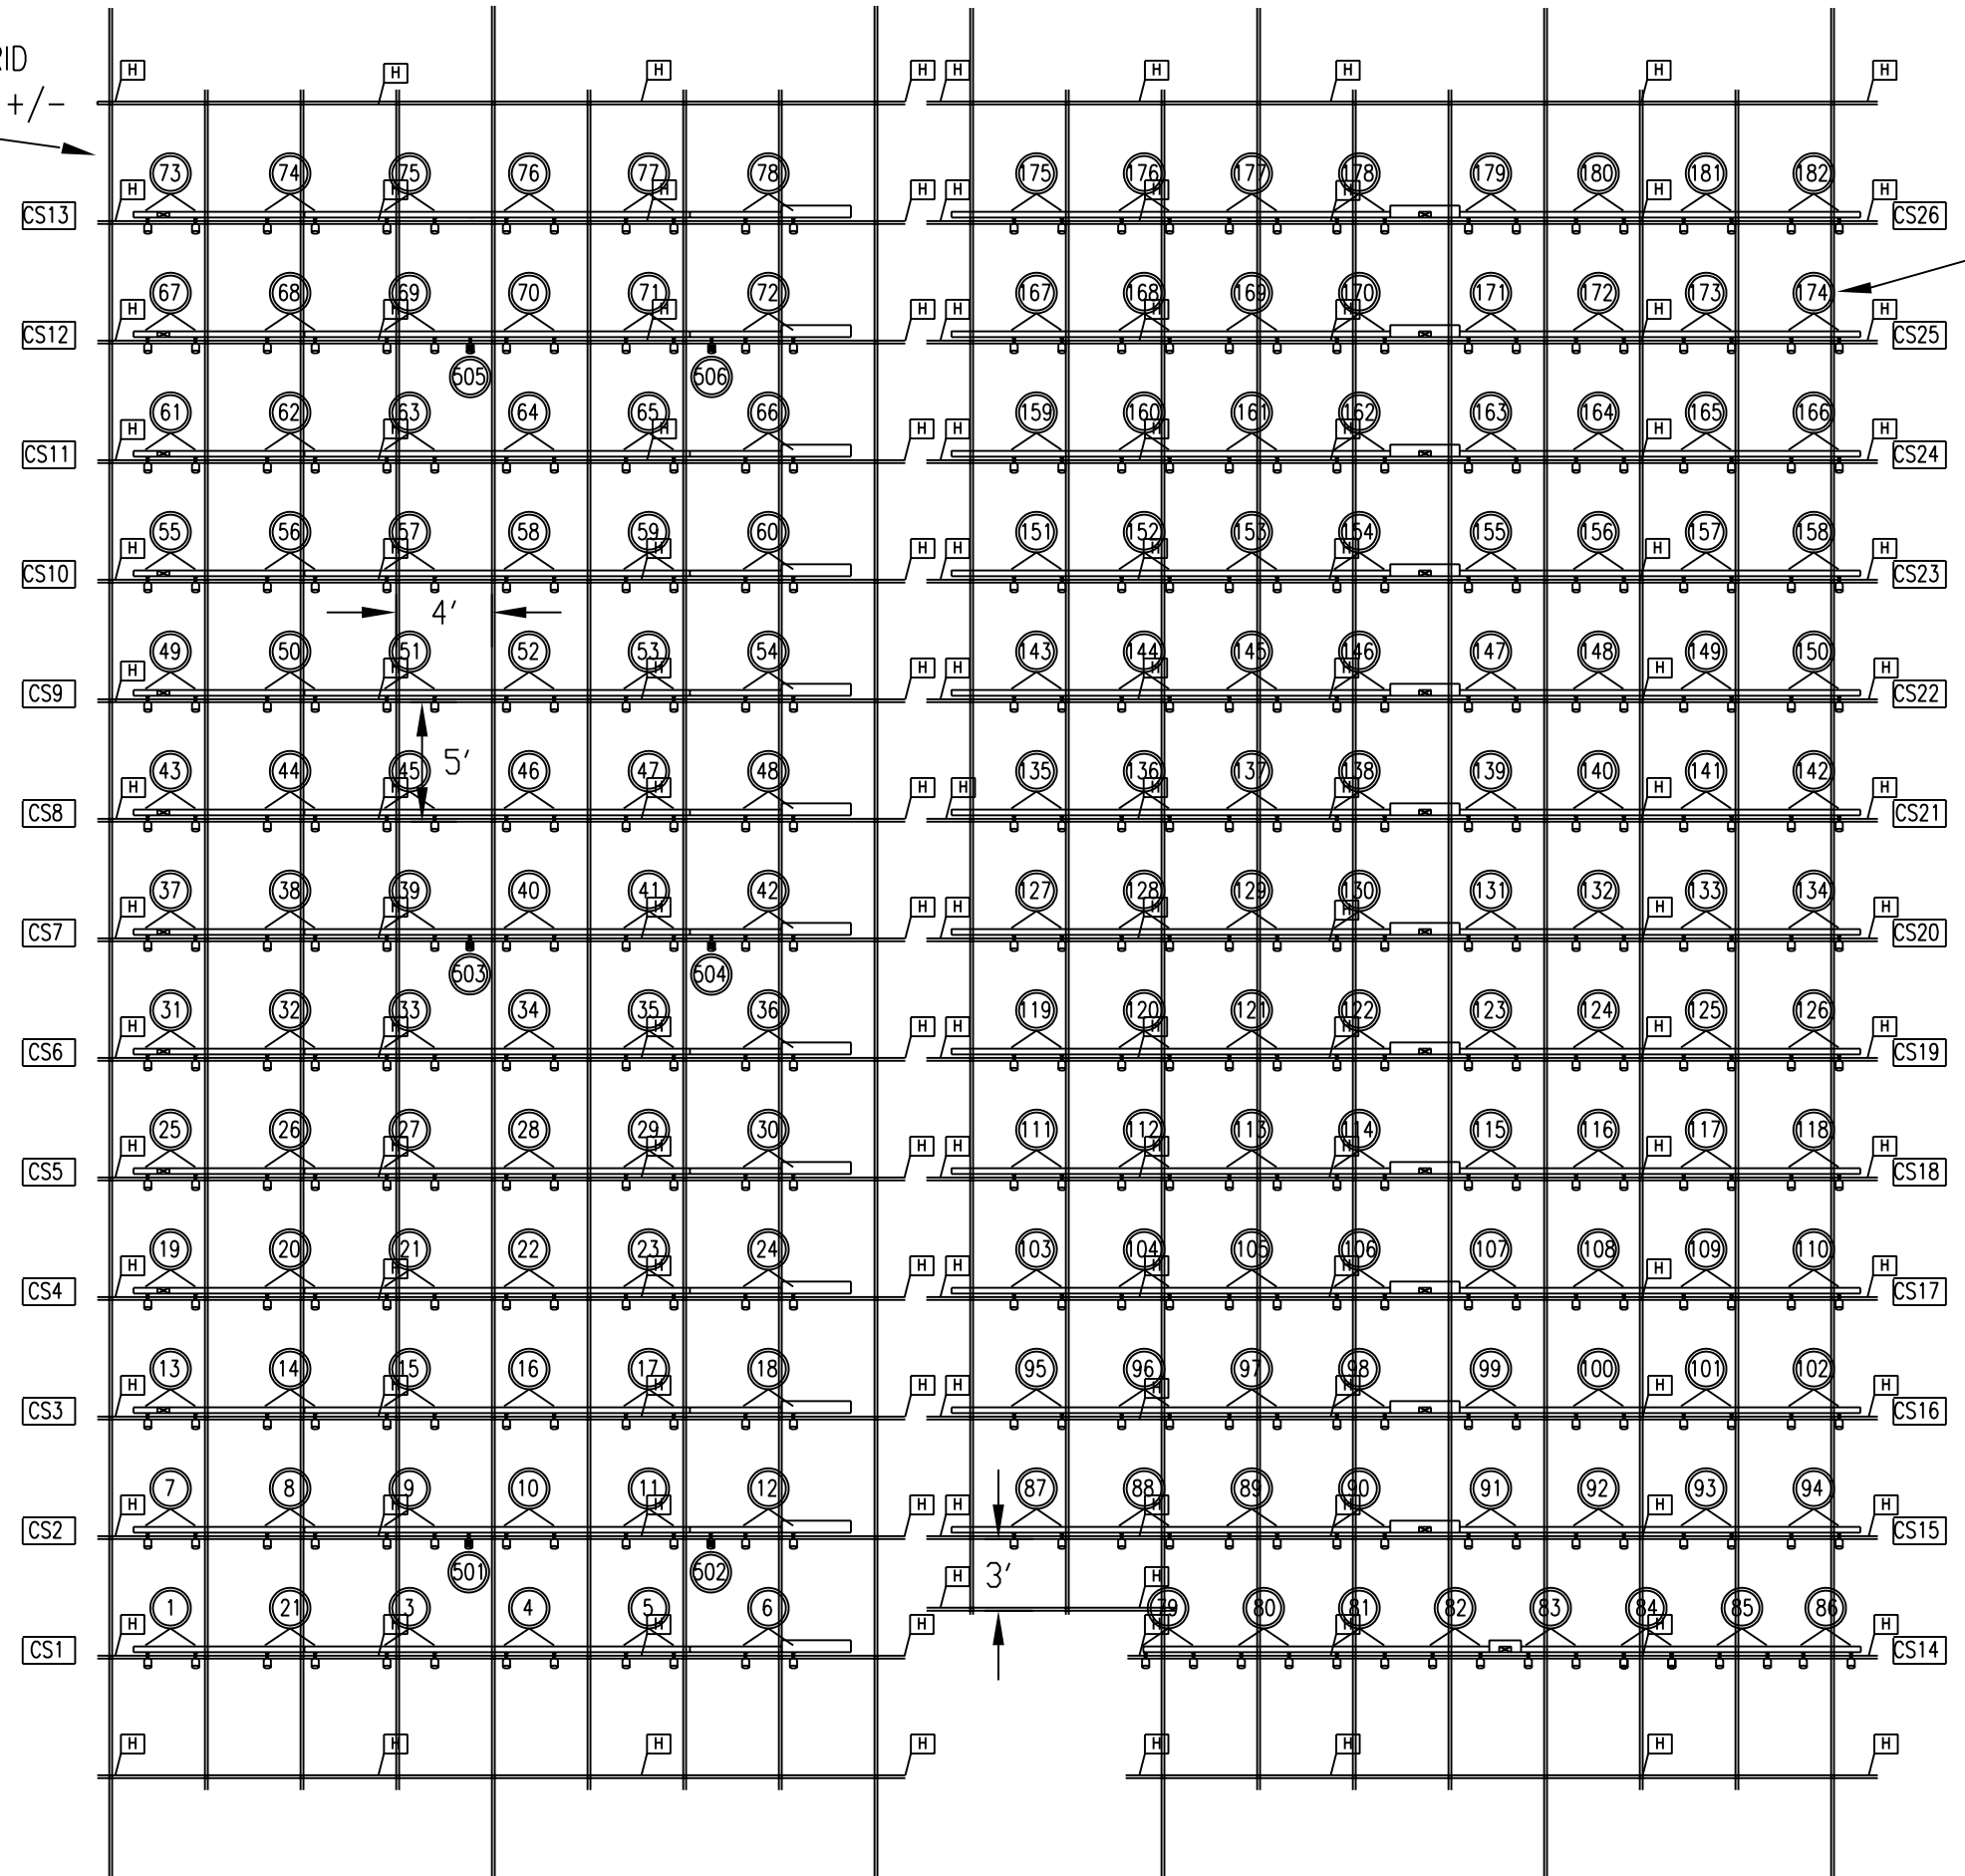 RID
+/-
H H H H H H H H H
73 74 75 76 77 78 175 176 177 178 179 180 181 182
H H H H H H H H H
CS13 CS26
67 68 69 70 71 72 167 168 169 170 171 172 173 174
H H H H H H H H H
CS12 CS25
505 506
61 62 63 64 65 66 159 160 161 162 163 164 165 166
H H H H H H H H H
CS11 CS24
55 56 57 58 59 60 151 152 153 154 155 156 157 158
H H H H H H H H H
CS10 CS23
4'
49 50 51 52 53 54 143 144 145 146 147 148 149 150
H H H H H H H H H
CS9 CS22
5'
43 44 45 46 47 48 135 136 137 138 139 140 141 142
H H H H H H H H H
CS8 CS21
37 38 39 40 41 42 127 128 129 130 131 132 133 134
H H H H H H H H H
CS7 CS20
503 504
31 32 33 34 35 36 119 120 121 122 123 124 125 126
H H H H H H H H H
CS6 CS19
25 26 27 28 29 30 111 112 113 114 115 116 117 118
H H H H H H H H H
CS5 CS18
19 20 21 22 23 24 103 104 105 106 107 108 109 110
H H H H H H H H H
CS4 CS17
13 14 15 16 17 18 95 96 97 98 99 100 101 102
H H H H H H H H H
CS3 CS16
7 8 9 10 11 12 87 88 89 90 91 92 93 94
H H H H H H H H H
CS2 CS15
501 502 H 3' H
1 21 3 4 5 6 79 80 81 82 83 84 85 86
H H H H H H H H
CS1 CS14
H H H H H H H H